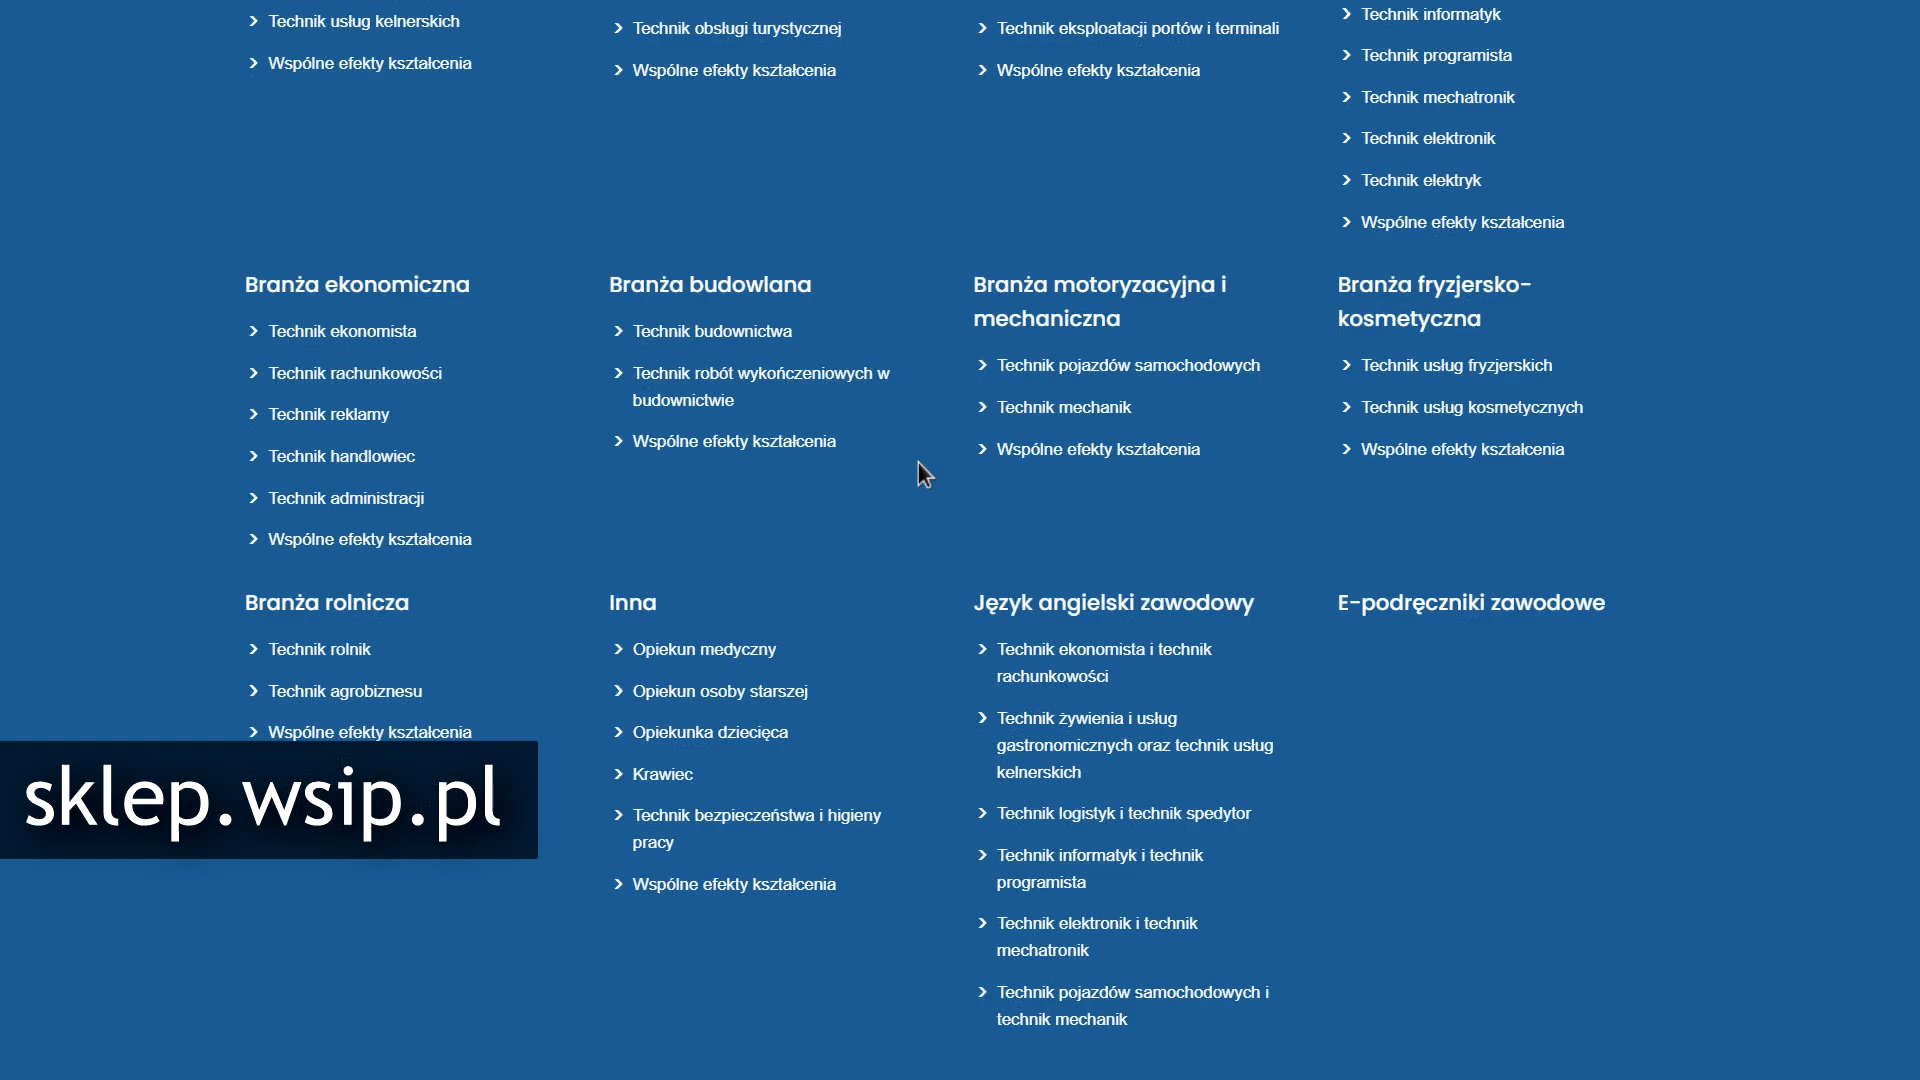 Technik usług kelnerskich
Wspólne efekty kształcenia
Technik obsługi turystycznej
Wspólne efekty kształcenia
Technik eksploatacji portów i terminali
Wspólne efekty kształcenia
Technik informatyk
Technik programista
Technik mechatronik
Technik elektronik
Technik elektryk
Wspólne efekty kształcenia
Branża ekonomiczna
Technik ekonomista
Technik rachunkowości
Technik reklamy
Technik handlowiec
Technik administracji
Wspólne efekty kształcenia
Branża budowlana
Technik budownictwa
Technik robót wykończeniowych w
budownictwie
Wspólne efekty kształcenia
Branża motoryzacyjna i
mechaniczna
Technik pojazdów samochodowych
Technik mechanik
Wspólne efekty kształcenia
Branża fryzjersko-
kosmetyczna
Technik usług fryzjerskich
Technik usług kosmetycznych
Wspólne efekty kształcenia
Branża rolnicza
Technik rolnik
Technik agrobiznesu
Wspólne efekty kształcenia
sklep.wsip.pl
Inna
Opiekun medyczny
Opiekun osoby starszej
Opiekunka dziecięca
Krawiec
Technik bezpieczeństwa i higieny
pracy
Wspólne efekty kształcenia
Język angielski zawodowy
Technik ekonomista i technik
rachunkowości
Technik żywienia i usług
gastronomicznych oraz technik usług
kelnerskich
Technik logistyk i technik spedytor
Technik informatyk i technik
programista
Technik elektronik i technik
mechatronik
Technik pojazdów samochodowych i
technik mechanik
E-podręczniki zawodowe